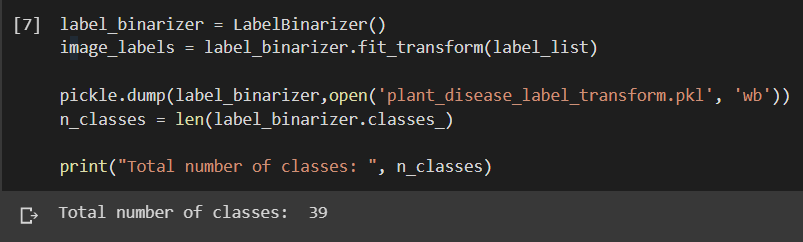 [7] label_binarizer = LabelBinarizer()
image_labels = label_binarizer.fit_transform(label_list)
pickle.dump(label_binarizer,open('plant_disease_label_transform.pkl', 'wb'))
n_classes = len(label_binarizer.classes_)
print("Total number of classes: ", n_classes)
Total number of classes:  39